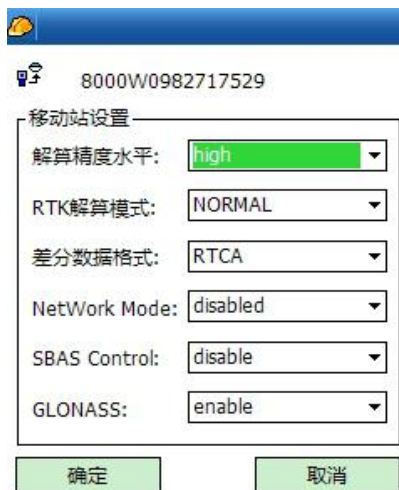 8000W0982717529
移动站设置
解算精度水平: high
RTK解算模式: NORMAL
差分数据格式: RTCA
NetWork Mode: disabled
SBAS Control: disable
GLONASS: enable
确定 取消